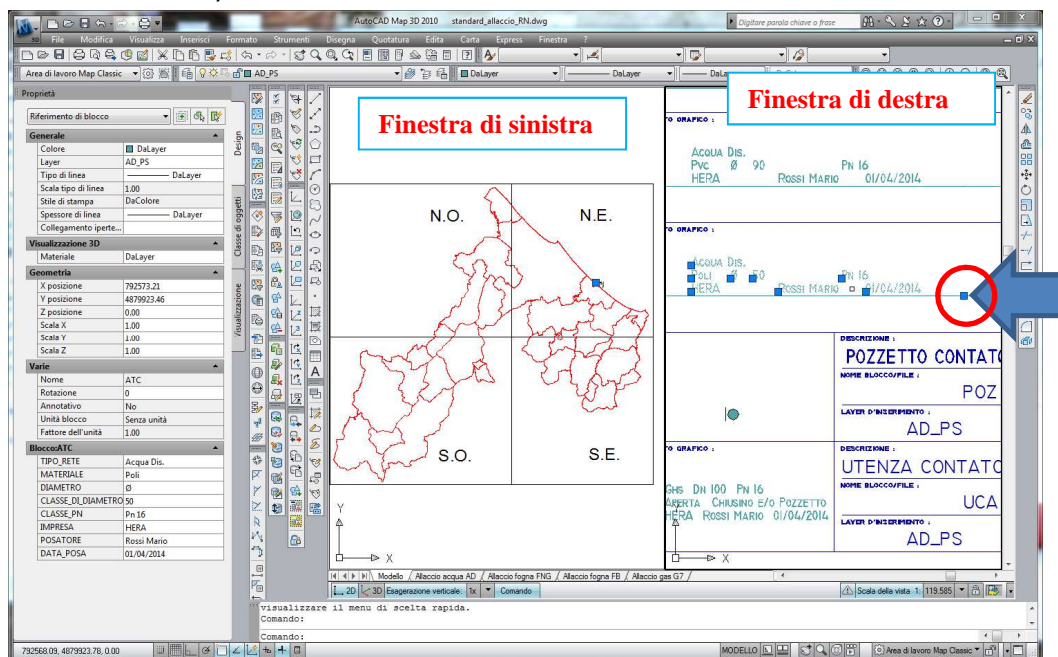 AutoCAD Map 3D 2010 standard_allaccio_RN.dwg
Digitare parola chiave o frase
File Modifica Visualizza Inserisci Formato Strumenti Disegna Quotatura Edita Carta Express Finestra ?
Area di lavoro Map Classic
AD_PS
DaLayer
DaLayer
Proprietà
Riferimento di blocco
Generale
Colore DaLayer
Layer AD_PS
Tipo di linea DaLayer
Scala tipo di linea 1.00
Stile di stampa DaColore
Spessore di linea DaLayer
Collegamento iperte...
Visualizzazione 3D
Materiale DaLayer
Geometria
X posizione 792573.21
Y posizione 4879923.46
Z posizione 0.00
Scala X 1.00
Scala Y 1.00
Scala Z 1.00
Varie
Nome ATC
Rotazione 0
Annotativo No
Unità blocco Senza unità
Fattore dell'unità 1.00
Blocco:ATC
TIPO_RETE Acqua Dis.
MATERIALE Poli
DIAMETRO Ø
CLASSE_DI_DIAMETRO 50
CLASSE_PN Pn 16
IMPRESA HERA
POSATORE Rossi Mario
DATA_POSA 01/04/2014
Design
Classe di oggetti
Visualizzazione
Finestra di sinistra
N.O. N.E.
S.O. S.E.
Y
X
Finestra di destra
O GRAFICO :
ACQUA DIS.
PVC Ø 90 PN 16
HERA ROSSI MARIO 01/04/2014
O GRAFICO :
ACQUA DIS.
POLI Ø 50 PN 16
HERA ROSSI MARIO 01/04/2014
DESCRIZIONE :
POZZETTO CONTAT
NOME BLOCCO/FILE :
POZ
LAYER D'INSERIMENTO :
AD_PS
O GRAFICO :
GHS DN 100 PN 16
APERTA CHIUSINO E/O POZZETTO
HERA ROSSI MARIO 01/04/2014
DESCRIZIONE :
UTENZA CONTATO
NOME BLOCCO/FILE :
UCA
LAYER D'INSERIMENTO :
AD_PS
X
Modello / Allaccio acqua AD / Allaccio fogna FNG / Allaccio fogna FB / Allaccio gas G7
2D 3D Esagerazione verticale: 1x Comando
Scala della vista 1: 119.585
visualizzare il menu di scelta rapida.
Comando:
Comando:
792568.09, 4879923.78, 0.00
MODELLO
Area di lavoro Map Classic